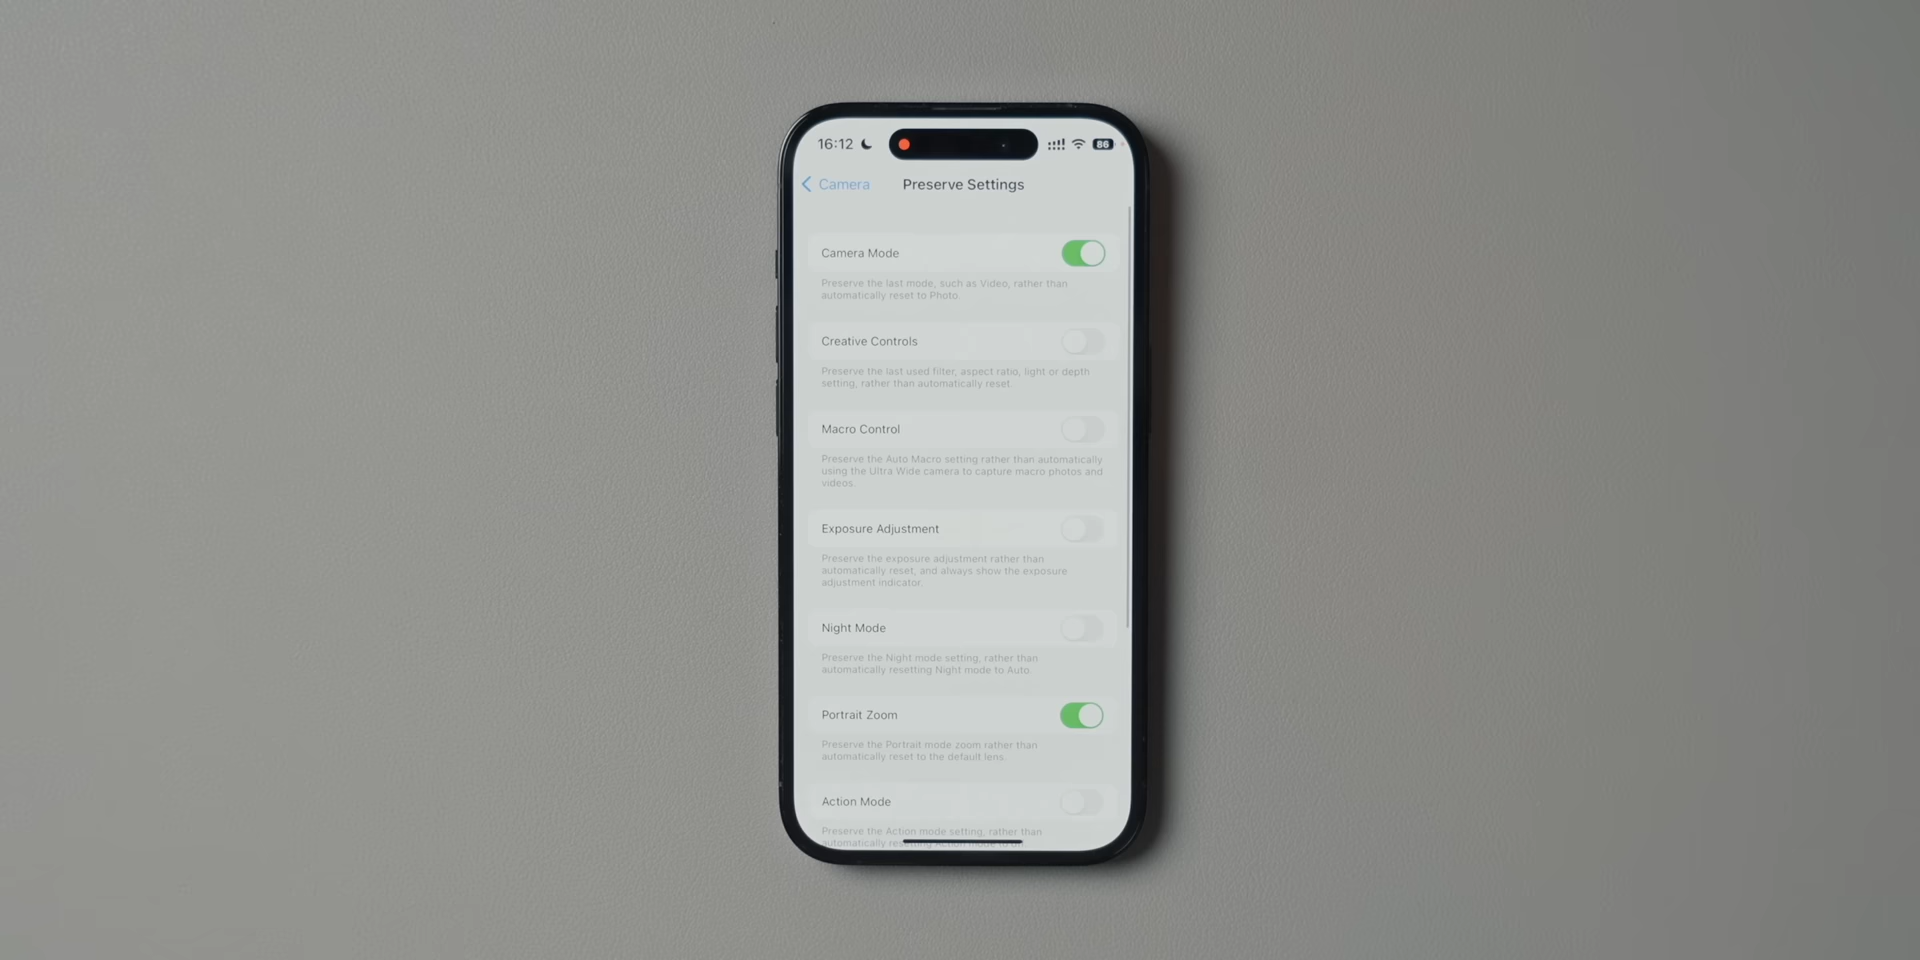 16:12
86
Camera
Preserve Settings
Camera Mode
Preserve the last mode, such as Video, rather than
automatically reset to Photo.
Creative Controls
Preserve the last used filter, aspect ratio, light or depth
setting, rather than automatically reset.
Macro Control
Preserve the Auto Macro setting rather than automatically
using the Ultra Wide camera to capture macro photos and
videos.
Exposure Adjustment
Preserve the exposure adjustment rather than
automatically reset, and always show the exposure
adjustment indicator.
Night Mode
Preserve the Night mode setting, rather than
automatically resetting Night mode to Auto.
Portrait Zoom
Preserve the Portrait mode zoom rather than
automatically reset to the default lens.
Action Mode
Preserve the Action mode setting, rather than
automatically resetting Action mode to off